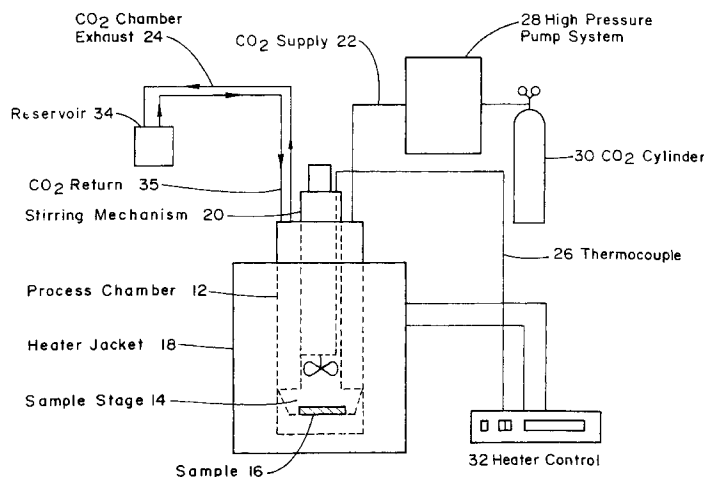 CO2 Chamber
Exhaust 24
CO2 Supply 22
28 High Pressure
Pump System
Reservoir 34
30 CO2 Cylinder
CO2 Return 35
Stirring Mechanism 20
26 Thermocouple
Process Chamber 12
Heater Jacket 18
Sample Stage 14
Sample 16
32 Heater Control